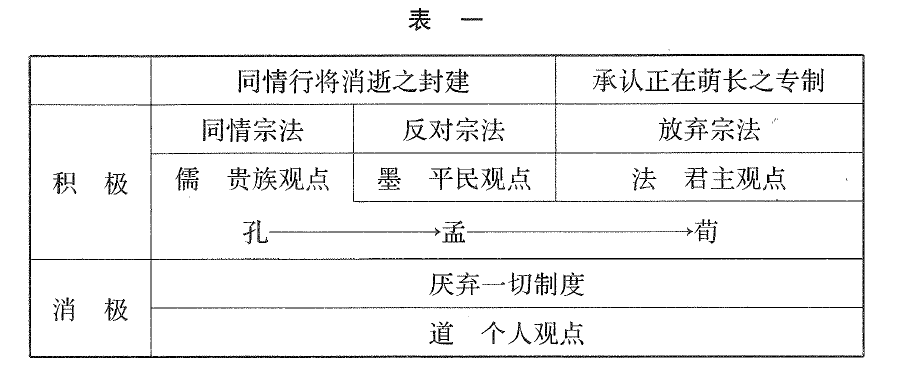 表 一
同情行将消逝之封建 承认正在萌长之专制
积 极 同情宗法 反对宗法 放弃宗法
儒 贵族观点 墨 平民观点 法 君主观点
孔→孟→荀
消 极 厌弃一切制度
道 个人观点